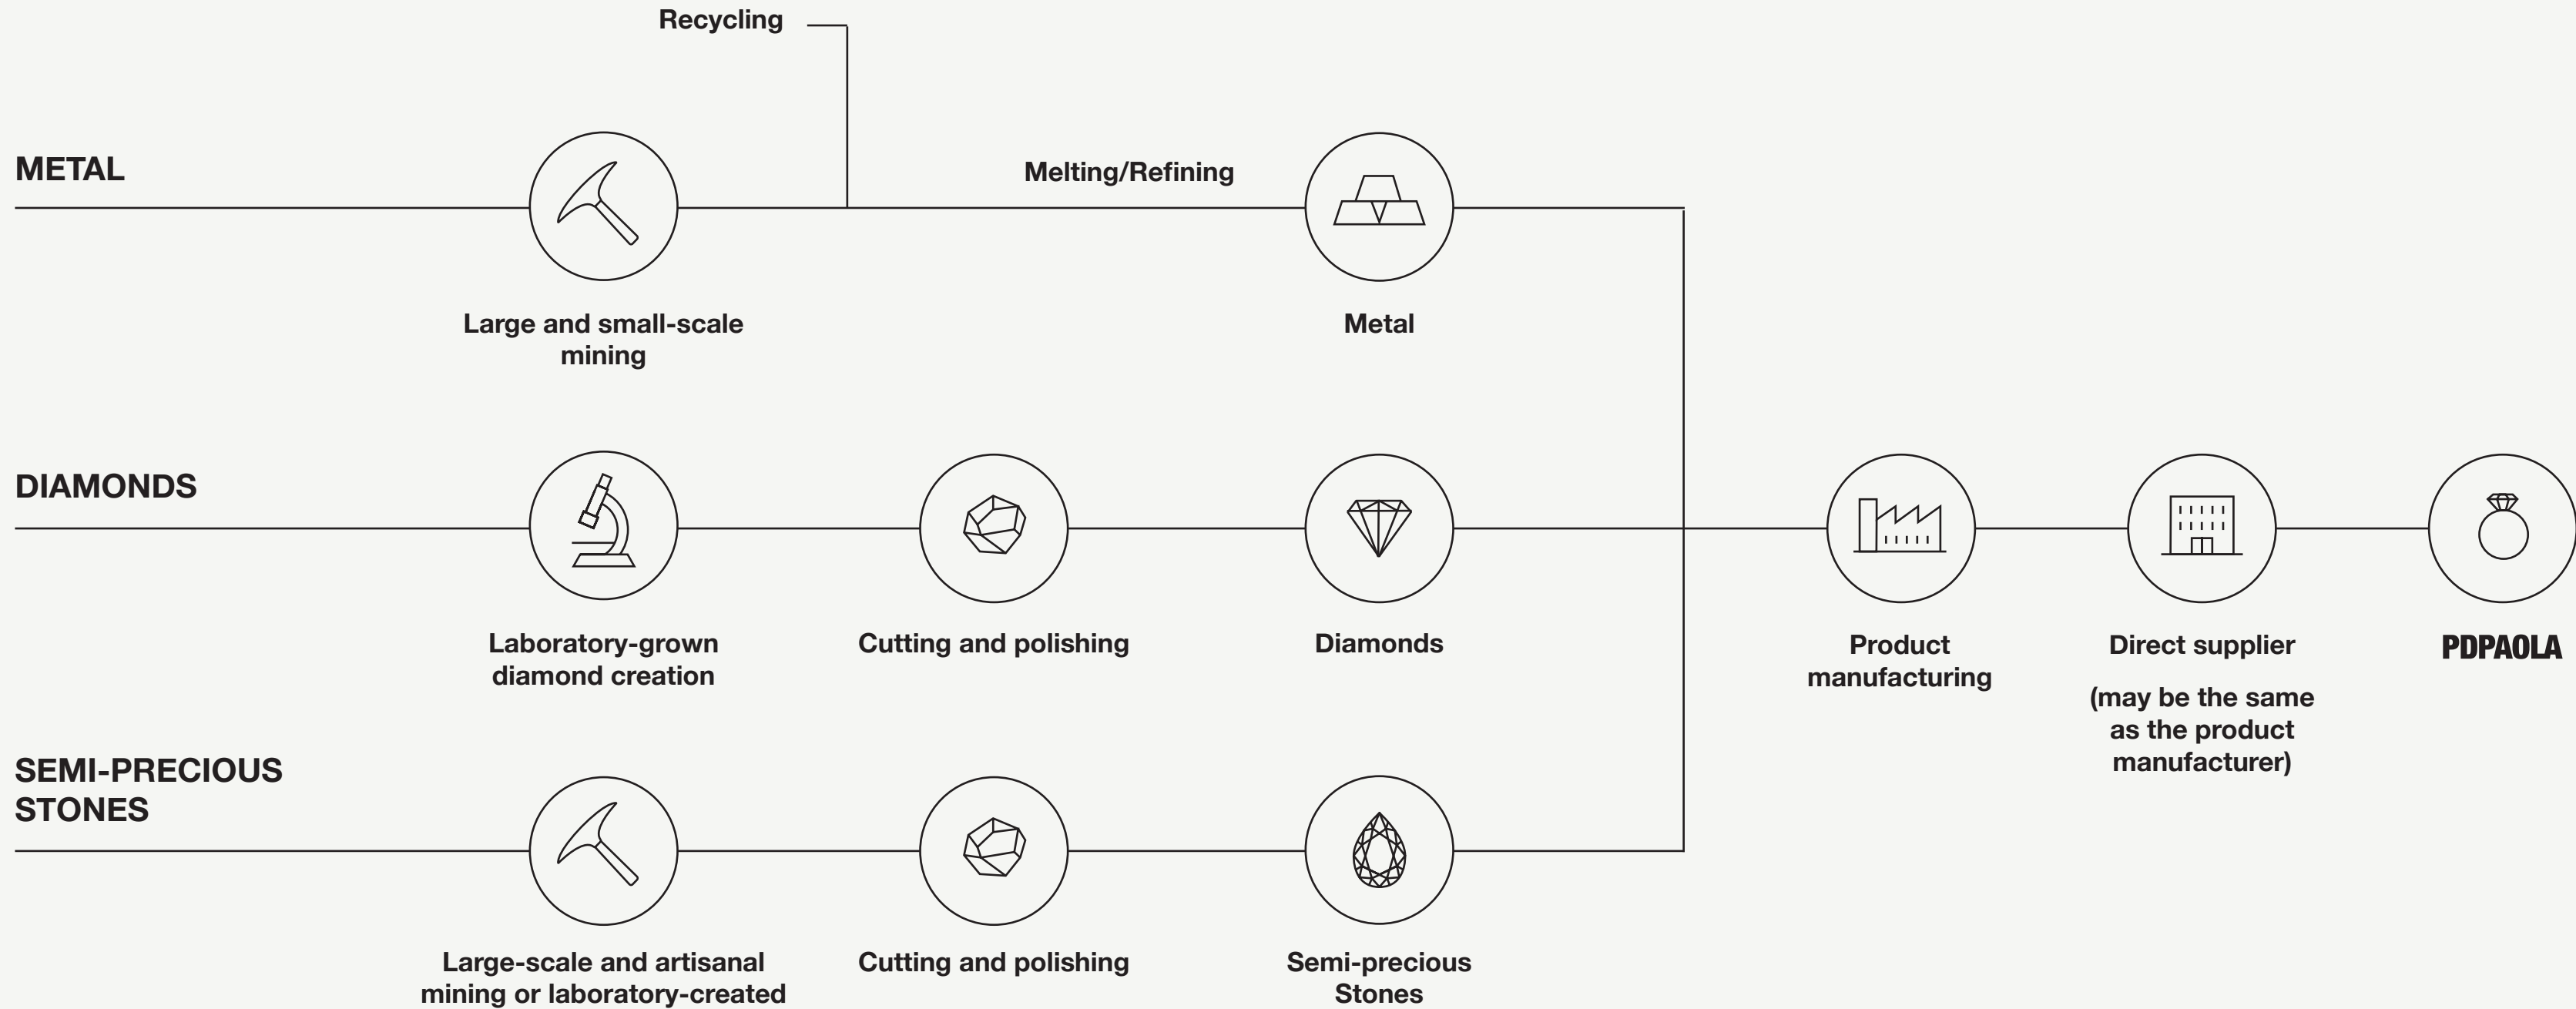 Recycling
METAL
Melting/Refining
Large and small-scale
mining
Metal
DIAMONDS
Laboratory-grown
diamond creation
Cutting and polishing
Diamonds
Product
manufacturing
Direct supplier
(may be the same
as the product
manufacturer)
PDPAOLA
SEMI-PRECIOUS
STONES
Large-scale and artisanal
mining or laboratory-created
Cutting and polishing
Semi-precious
Stones